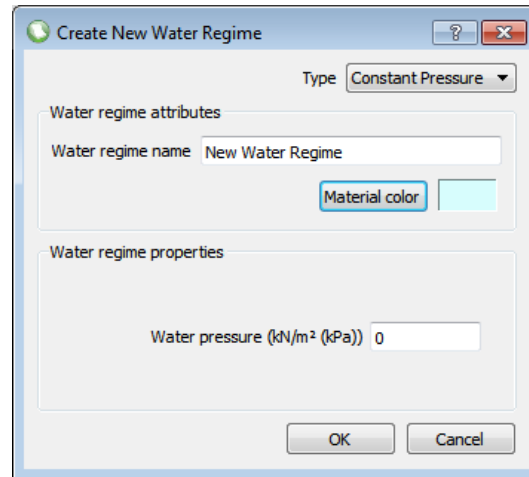 Create New Water Regime
Type Constant Pressure
Water regime attributes
Water regime name New Water Regime
Material color
Water regime properties
Water pressure (kN/m² (kPa)) 0
OK Cancel